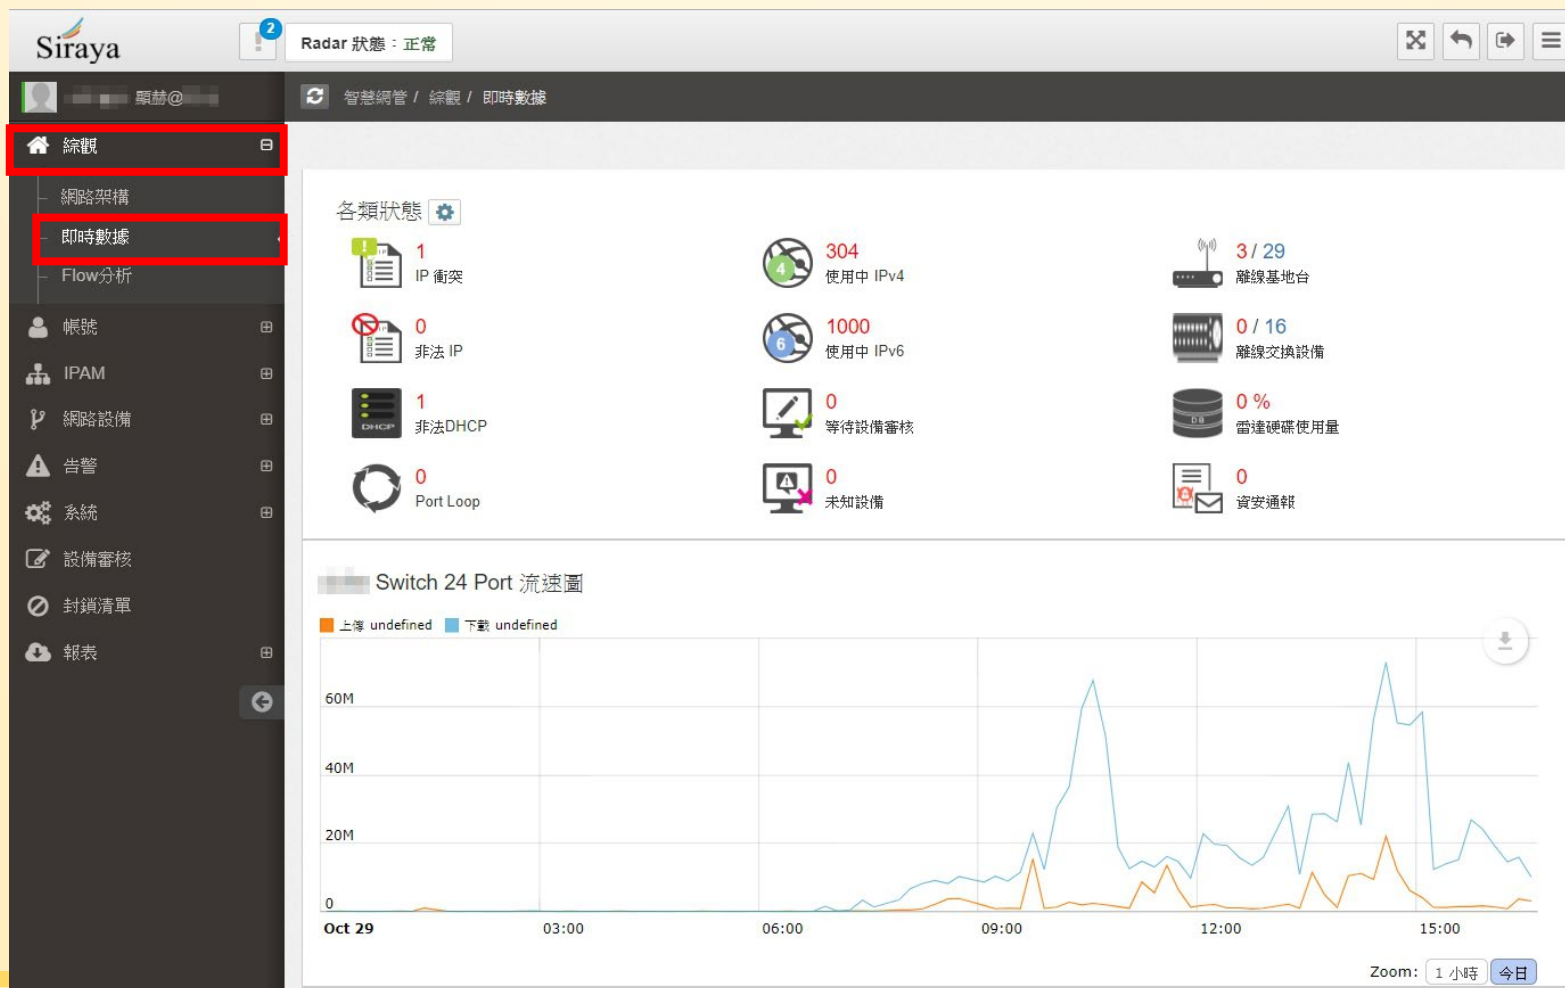 Siraya
2
Radar 狀態：正常
顯赫@
智慧網管 / 綜觀 / 即時數據
綜觀
網路架構
即時數據
Flow分析
帳號
IPAM
網路設備
告警
系統
設備審核
封鎖清單
報表
各類狀態
1
IP 衝突
304
使用中 IPv4
3 / 29
離線基地台
0
非法 IP
1000
使用中 IPv6
0 / 16
離線交換設備
1
非法DHCP
0
等待設備審核
0 %
雷達硬碟使用量
0
Port Loop
0
未知設備
0
資安通報
Switch 24 Port 流速圖
上傳 undefined 下載 undefined
60M
40M
20M
0
Oct 29 03:00 06:00 09:00 12:00 15:00
Zoom: 1 小時 今日